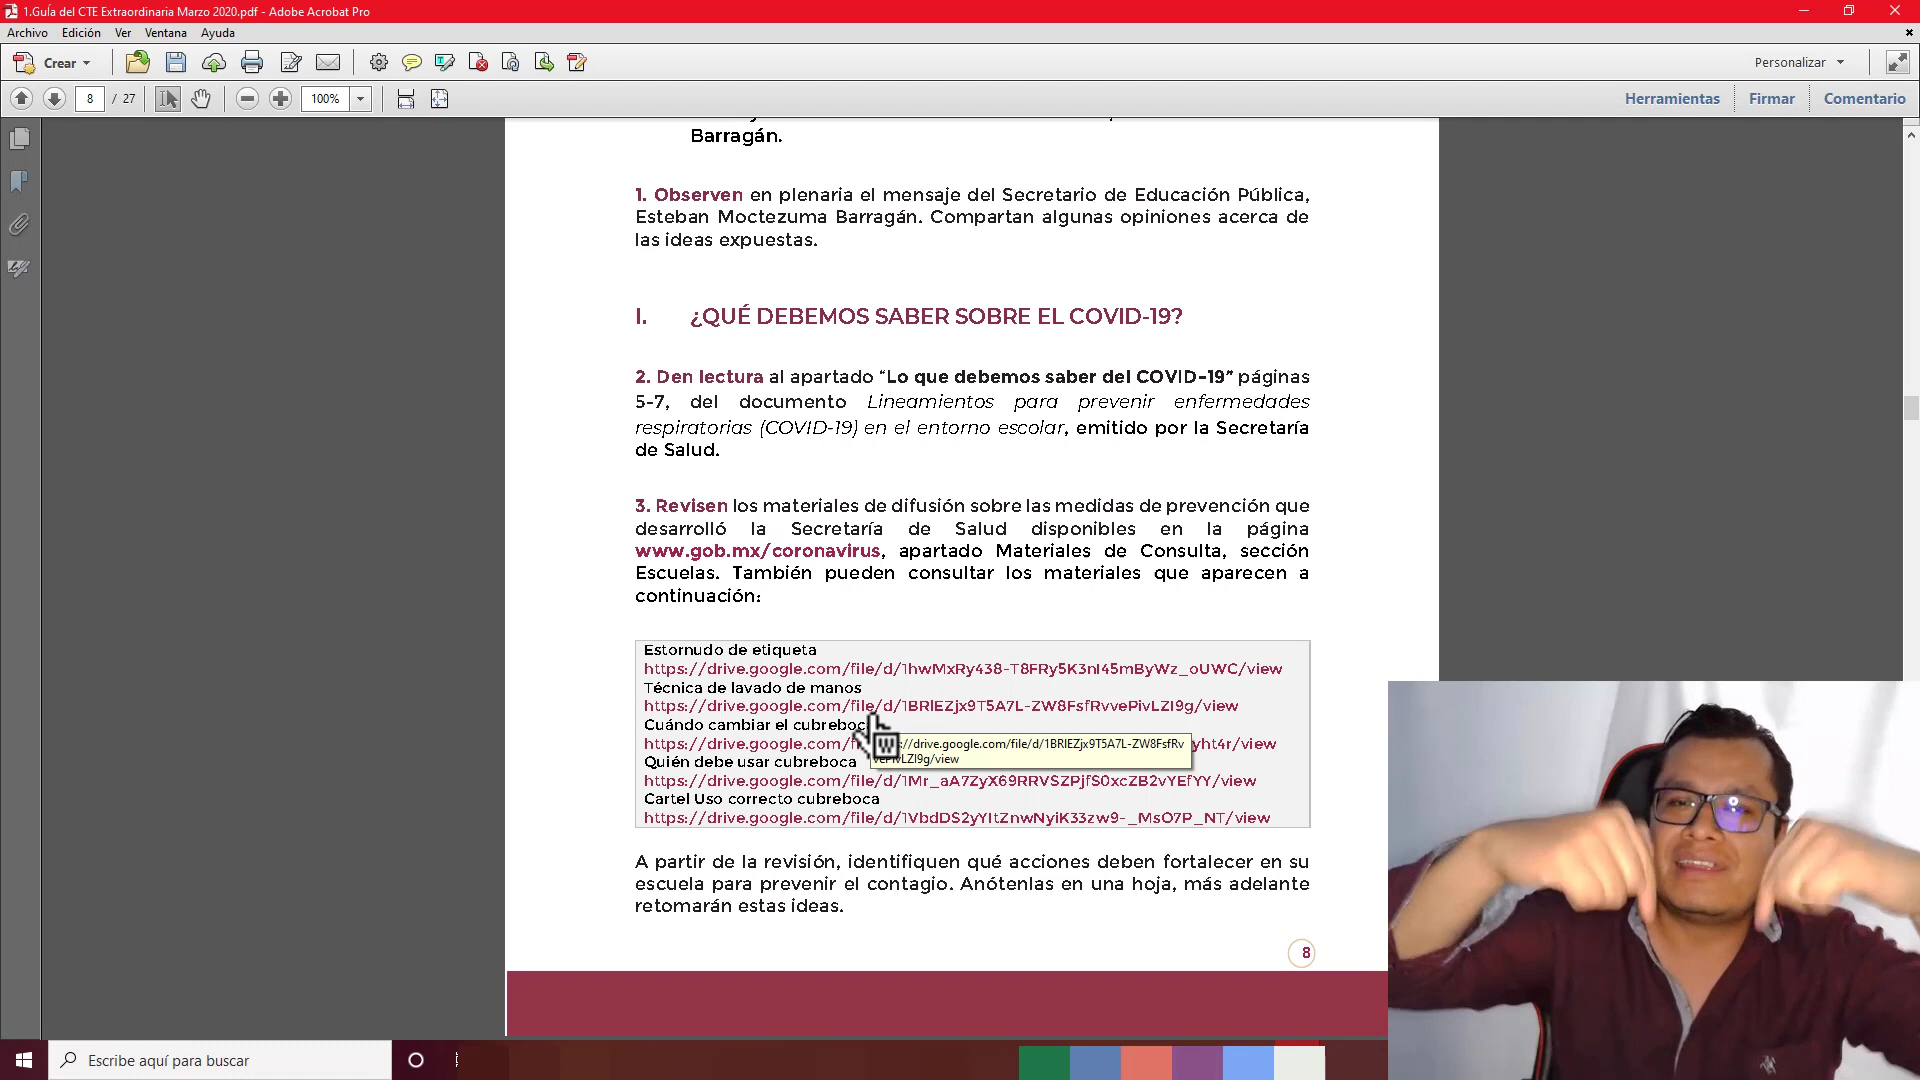 1.Guía del CTE Extraordinaria Marzo 2020.pdf - Adobe Acrobat Pro
Archivo Edición Ver Ventana Ayuda
Crear
Personalizar
8 / 27
100%
Herramientas Firmar Comentario
Barragán.
1. Observen en plenaria el mensaje del Secretario de Educación Pública,
Esteban Moctezuma Barragán. Compartan algunas opiniones acerca de
las ideas expuestas.
I. ¿QUÉ DEBEMOS SABER SOBRE EL COVID-19?
2. Den lectura al apartado “Lo que debemos saber del COVID-19” páginas
5-7, del documento Lineamientos para prevenir enfermedades
respiratorias (COVID-19) en el entorno escolar, emitido por la Secretaría
de Salud.
3. Revisen los materiales de difusión sobre las medidas de prevención que
desarrolló la Secretaría de Salud disponibles en la página
www.gob.mx/coronavirus, apartado Materiales de Consulta, sección
Escuelas. También pueden consultar los materiales que aparecen a
continuación:
Estornudo de etiqueta
https://drive.google.com/file/d/1hwMxRy438-T8FRy5K3nI45mByWz_oUWC/view
Técnica de lavado de manos
https://drive.google.com/file/d/1BRlEZjx9T5A7L-ZW8FsfRvvePivLZI9g/view
Cuándo cambiar el cubreboc
https://drive.google.com/fi yht4r/view
://drive.google.com/file/d/1BRlEZjx9T5A7L-ZW8FsfRv
vePivLZI9g/view
Quién debe usar cubreboca
https://drive.google.com/file/d/1Mr_aA7ZyX69RRVSZPjfS0xcZB2vYEfYY/view
Cartel Uso correcto cubreboca
https://drive.google.com/file/d/1VbdDS2yYItZnwNyiK33zw9-_MsO7P_NT/view
A partir de la revisión, identifiquen qué acciones deben fortalecer en su
escuela para prevenir el contagio. Anótenlas en una hoja, más adelante
retomarán estas ideas.
8
Escribe aquí para buscar